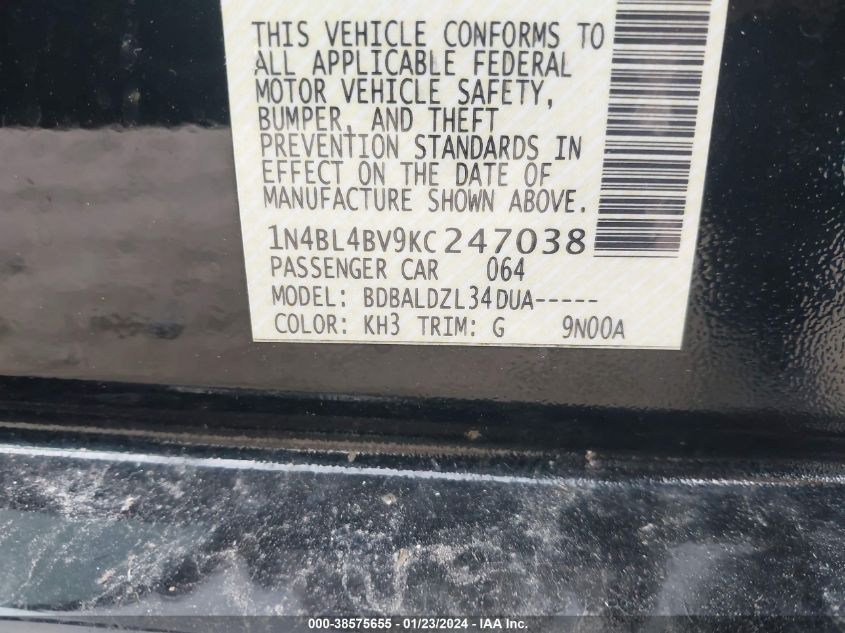 THIS VEHICLE CONFORMS TO
ALL APPLICABLE FEDERAL
MOTOR VEHICLE SAFETY,
BUMPER, AND THEFT
PREVENTION STANDARDS IN
EFFECT ON THE DATE OF
MANUFACTURE SHOWN ABOVE.
1N4BL4BV9KC247038
PASSENGER CAR 064
MODEL: BDBALDZL34DUA-----
COLOR: KH3 TRIM: G 9N00A
000-38575655 - 01/23/2024 - IAA Inc.